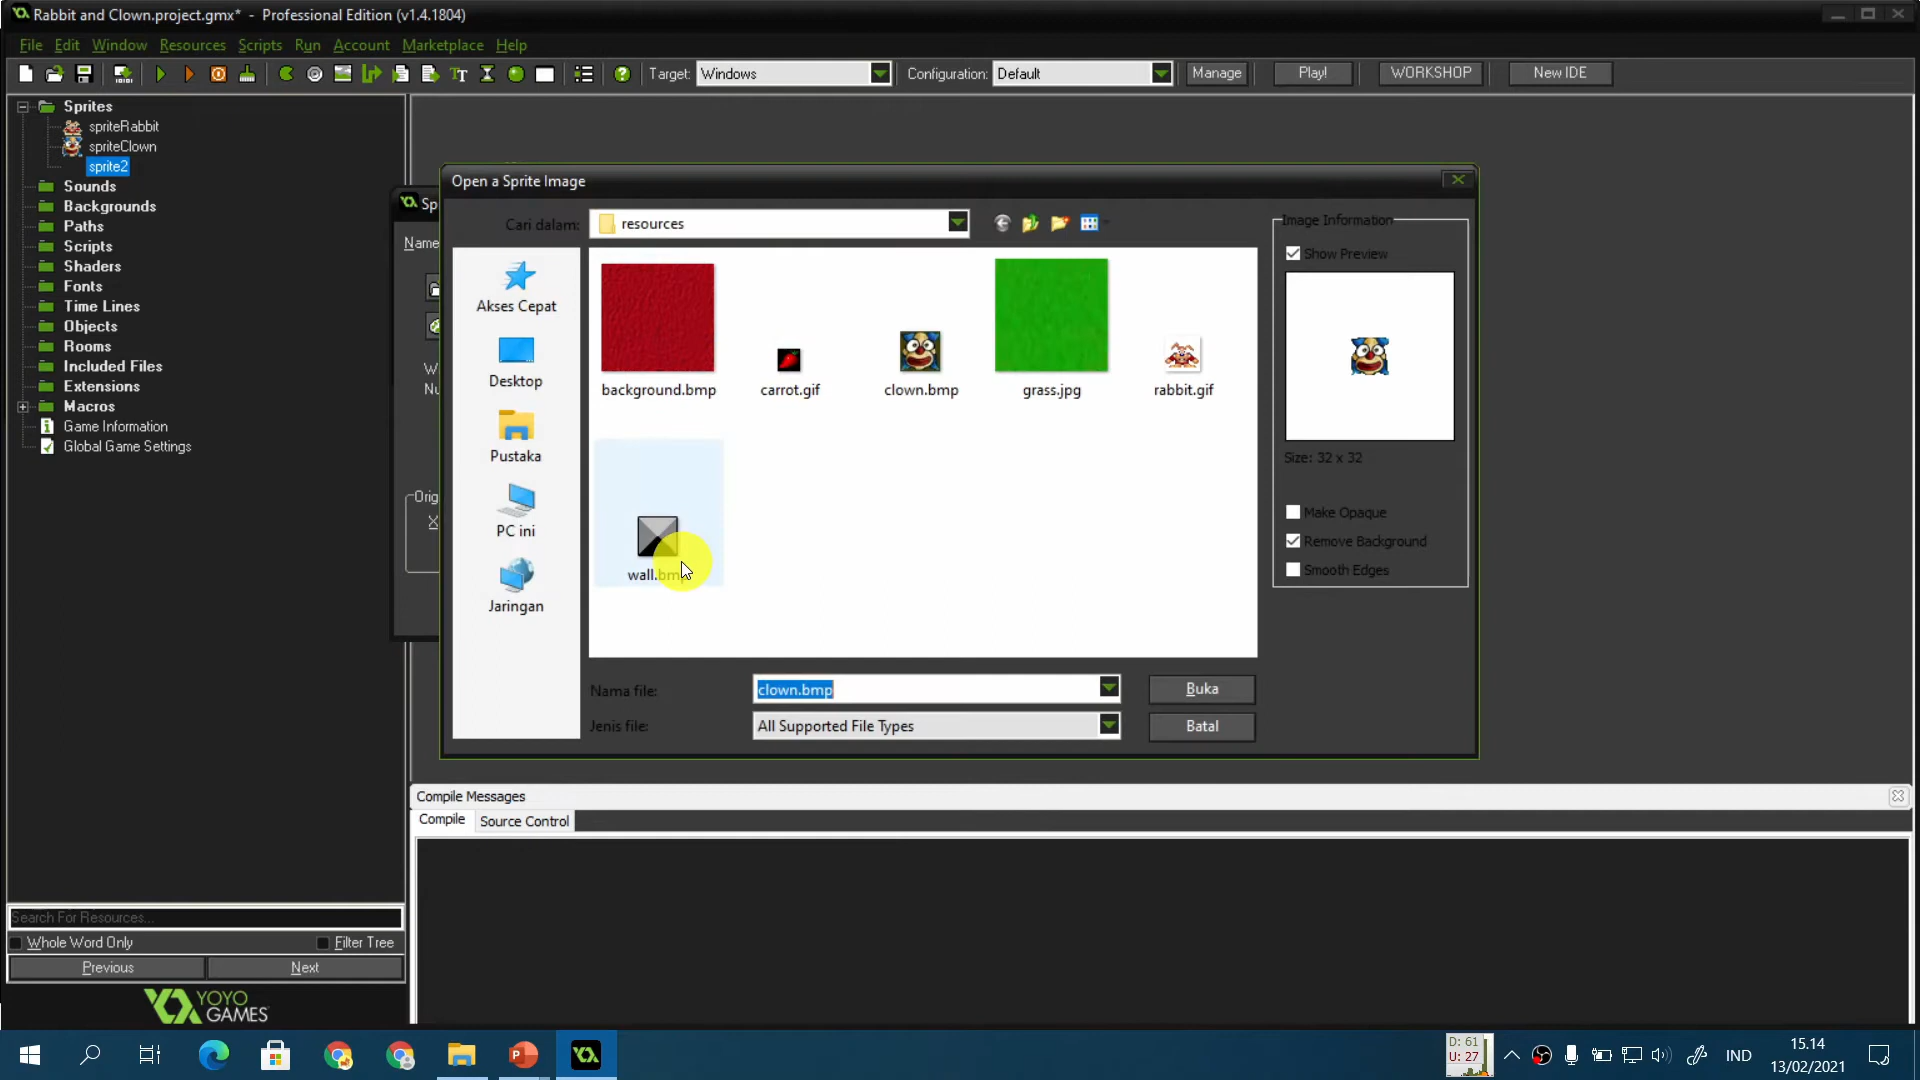 Rabbit and Clown.project.gmx* - Professional Edition (v1.4.1804)
File Edit Window Resources Scripts Run Account Marketplace Help
Target: Windows Configuration: Default Manage Play! WORKSHOP New IDE
Sprites
spriteRabbit
spriteClown
sprite2
Sounds
Backgrounds
Paths
Scripts
Shaders
Fonts
Time Lines
Objects
Rooms
Included Files
Extensions
Macros
Game Information
Global Game Settings
Search For Resources...
Whole Word Only Filter Tree
Previous Next
YOYO
GAMES
Sp
Name
W
Nu
Orig
X
Open a Sprite Image
Cari dalam: resources
Akses Cepat
Desktop
Pustaka
PC ini
Jaringan
background.bmp carrot.gif clown.bmp grass.jpg rabbit.gif
wall.bmp
Nama file: clown.bmp Buka
Jenis file: All Supported File Types Batal
Image Information
Show Preview
Size: 32 x 32
Make Opaque
Remove Background
Smooth Edges
Compile Messages
Compile Source Control
D: 61
U: 27
IND
15.14
13/02/2021